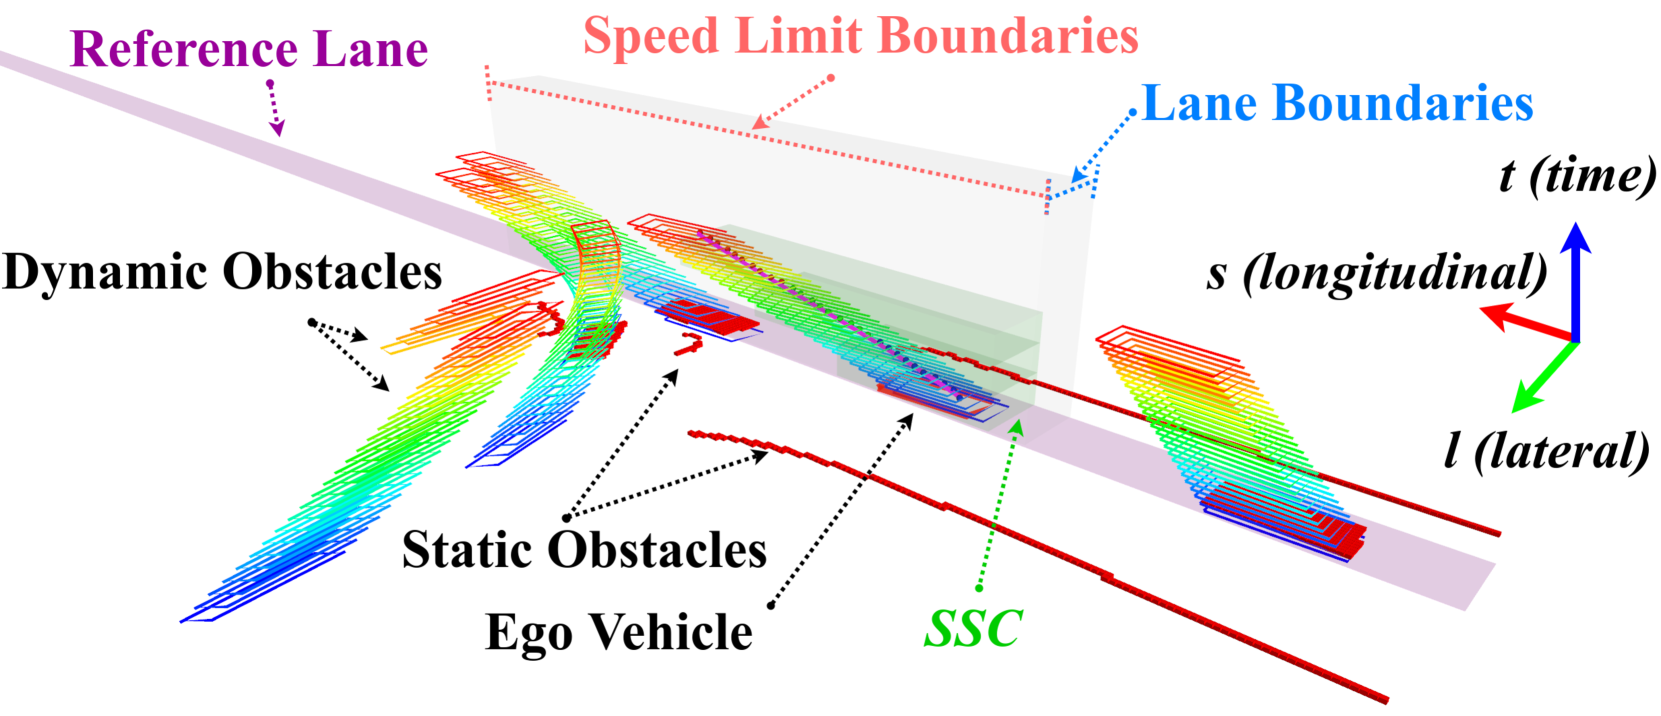 Reference Lane
Speed Limit Boundaries
Lane Boundaries
t (time)
Dynamic Obstacles
s (longitudinal)
l (lateral)
Static Obstacles
Ego Vehicle
SSC